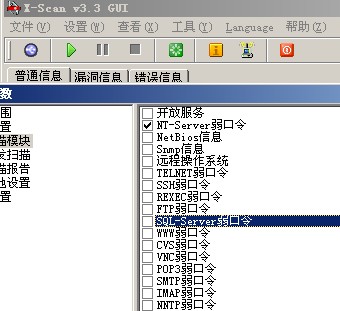 X-Scan v3.3 GUI
文件(V) 设置(W) 查看(X) 工具(Y) Language 帮助(Z)
普通信息 漏洞信息 错误信息
数
围
置
描模块
发扫描
描报告
他设置
置
开放服务
NT-Server弱口令
NetBios信息
Snmp信息
远程操作系统
TELNET弱口令
SSH弱口令
REXEC弱口令
FTP弱口令
SQL-Server弱口令
WWW弱口令
CVS弱口令
VNC弱口令
POP3弱口令
SMTP弱口令
IMAP弱口令
NNTP弱口令